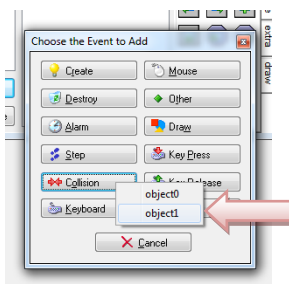 Choose the Event to Add
Create
Mouse
Destroy
Other
Alarm
Draw
Step
Key Press
Collision
Key Release
object0
Keyboard
object1
Cancel
extra
draw